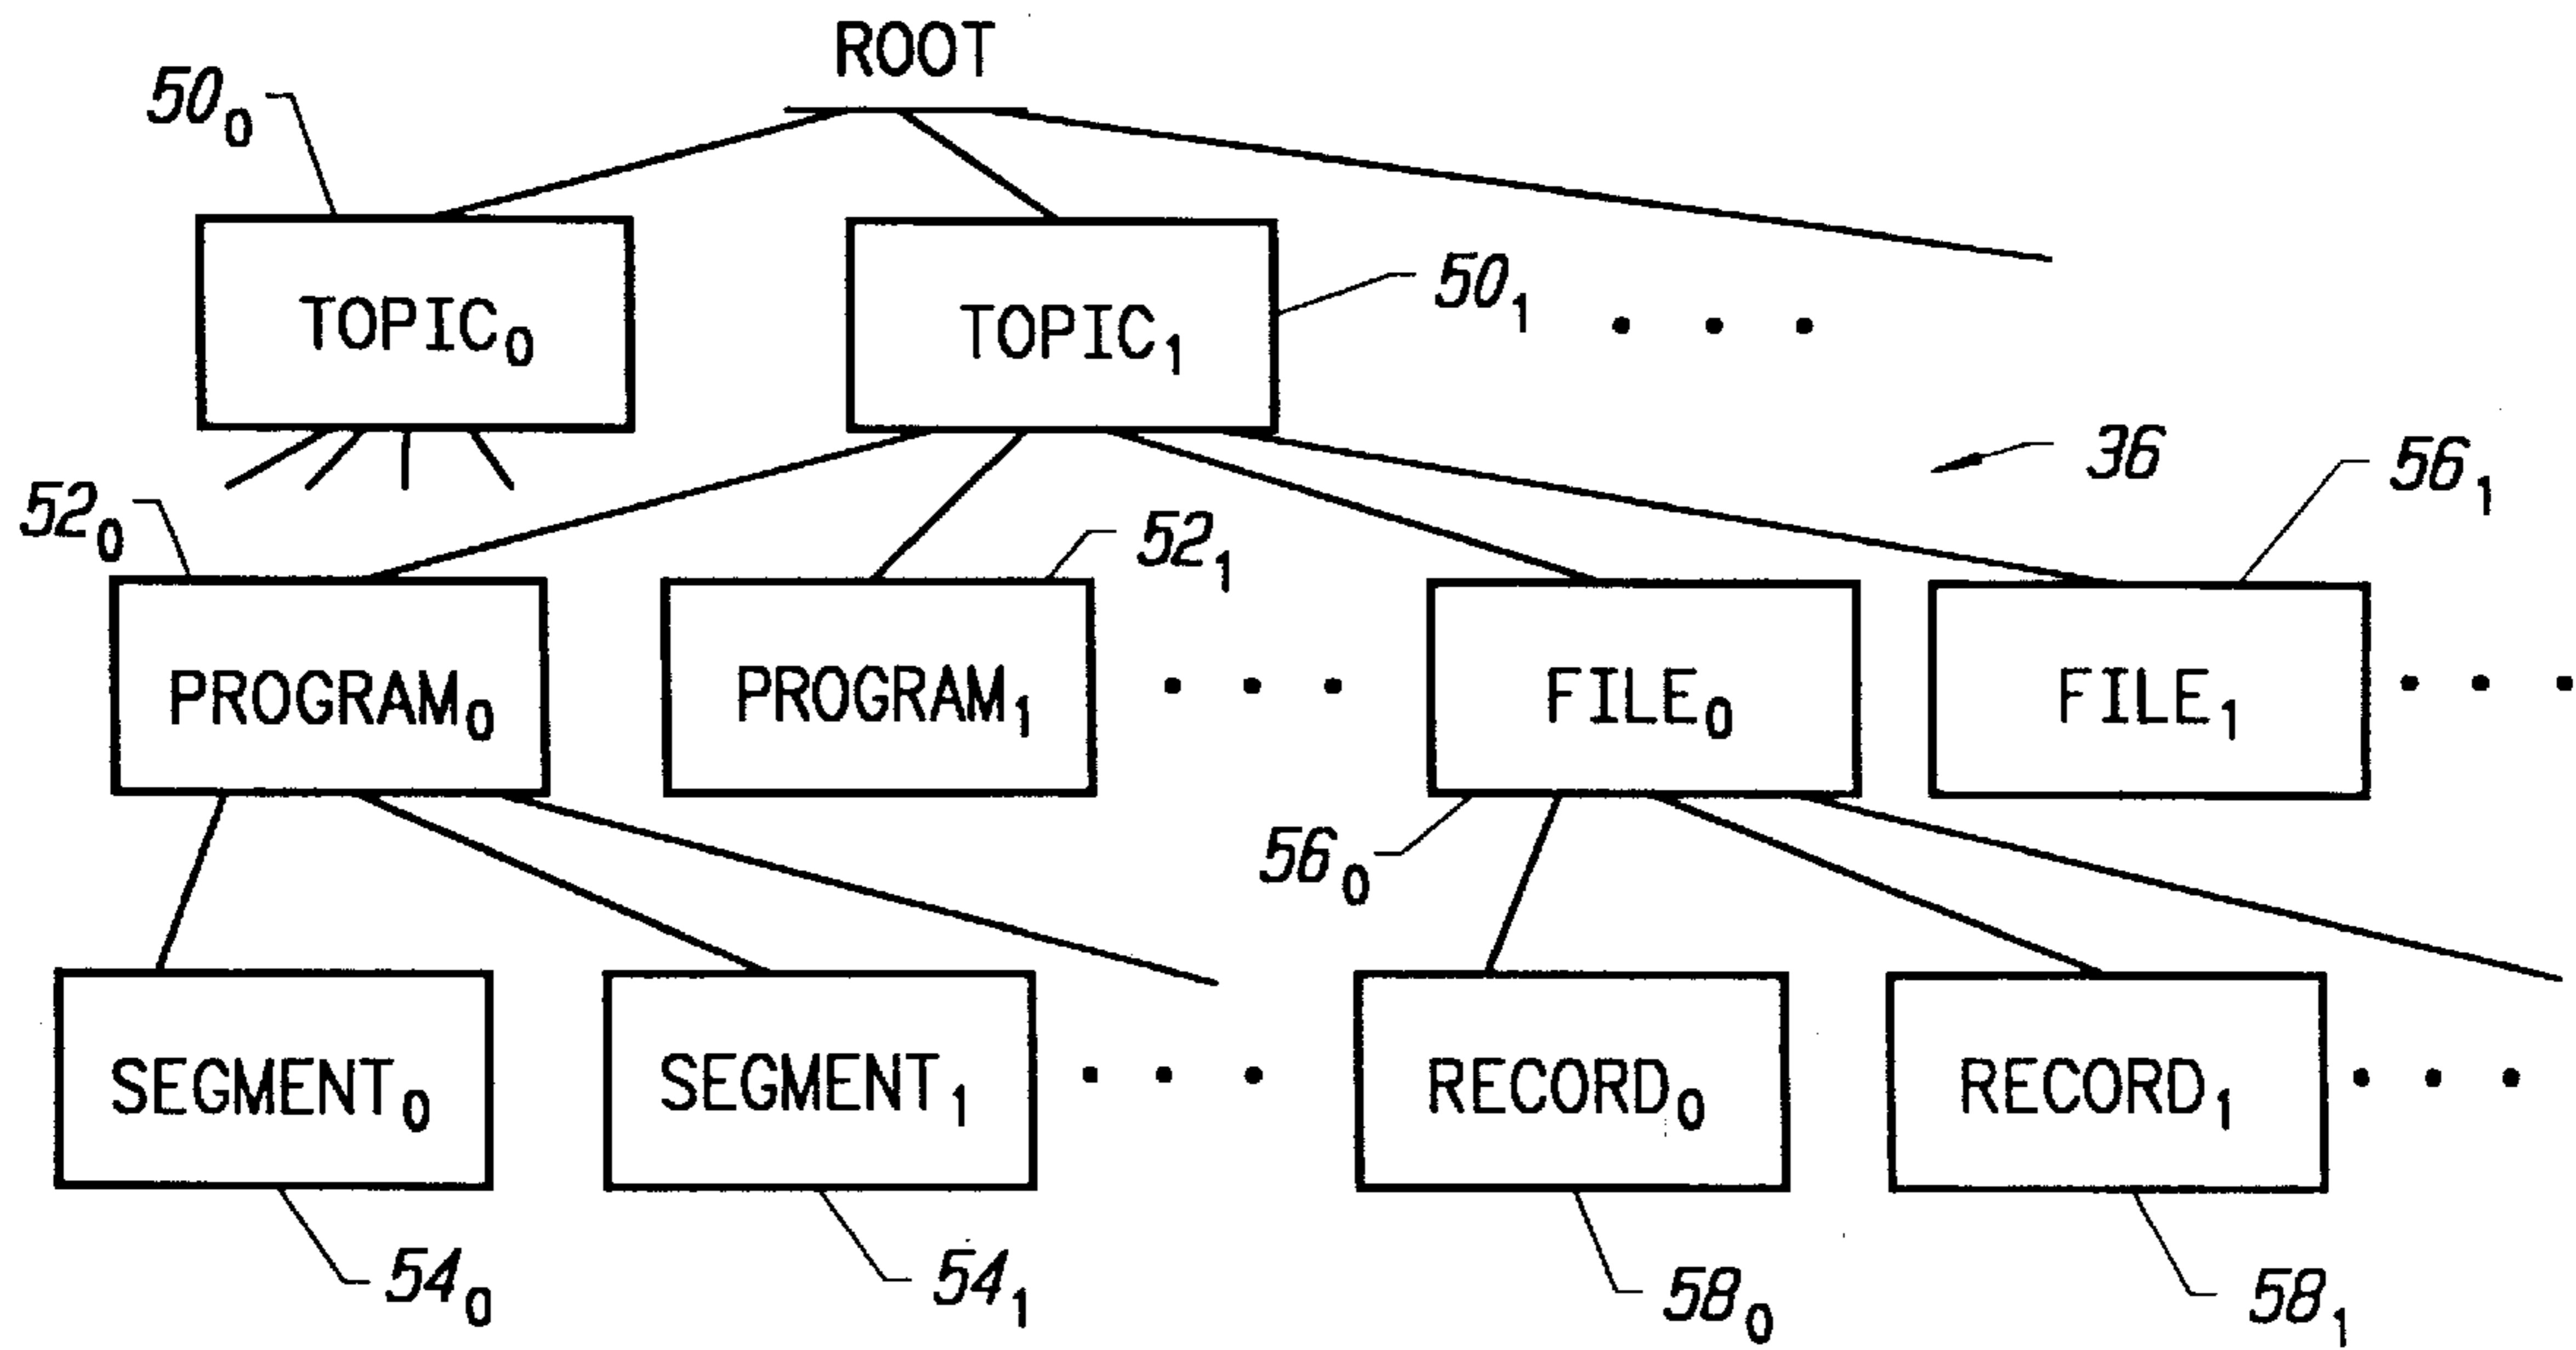 ROOT
50₀
TOPIC₀
TOPIC₁
50₁
36
56₁
52₀
52₁
PROGRAM₀
PROGRAM₁
FILE₀
FILE₁
56₀
SEGMENT₀
SEGMENT₁
RECORD₀
RECORD₁
54₀
54₁
58₀
58₁